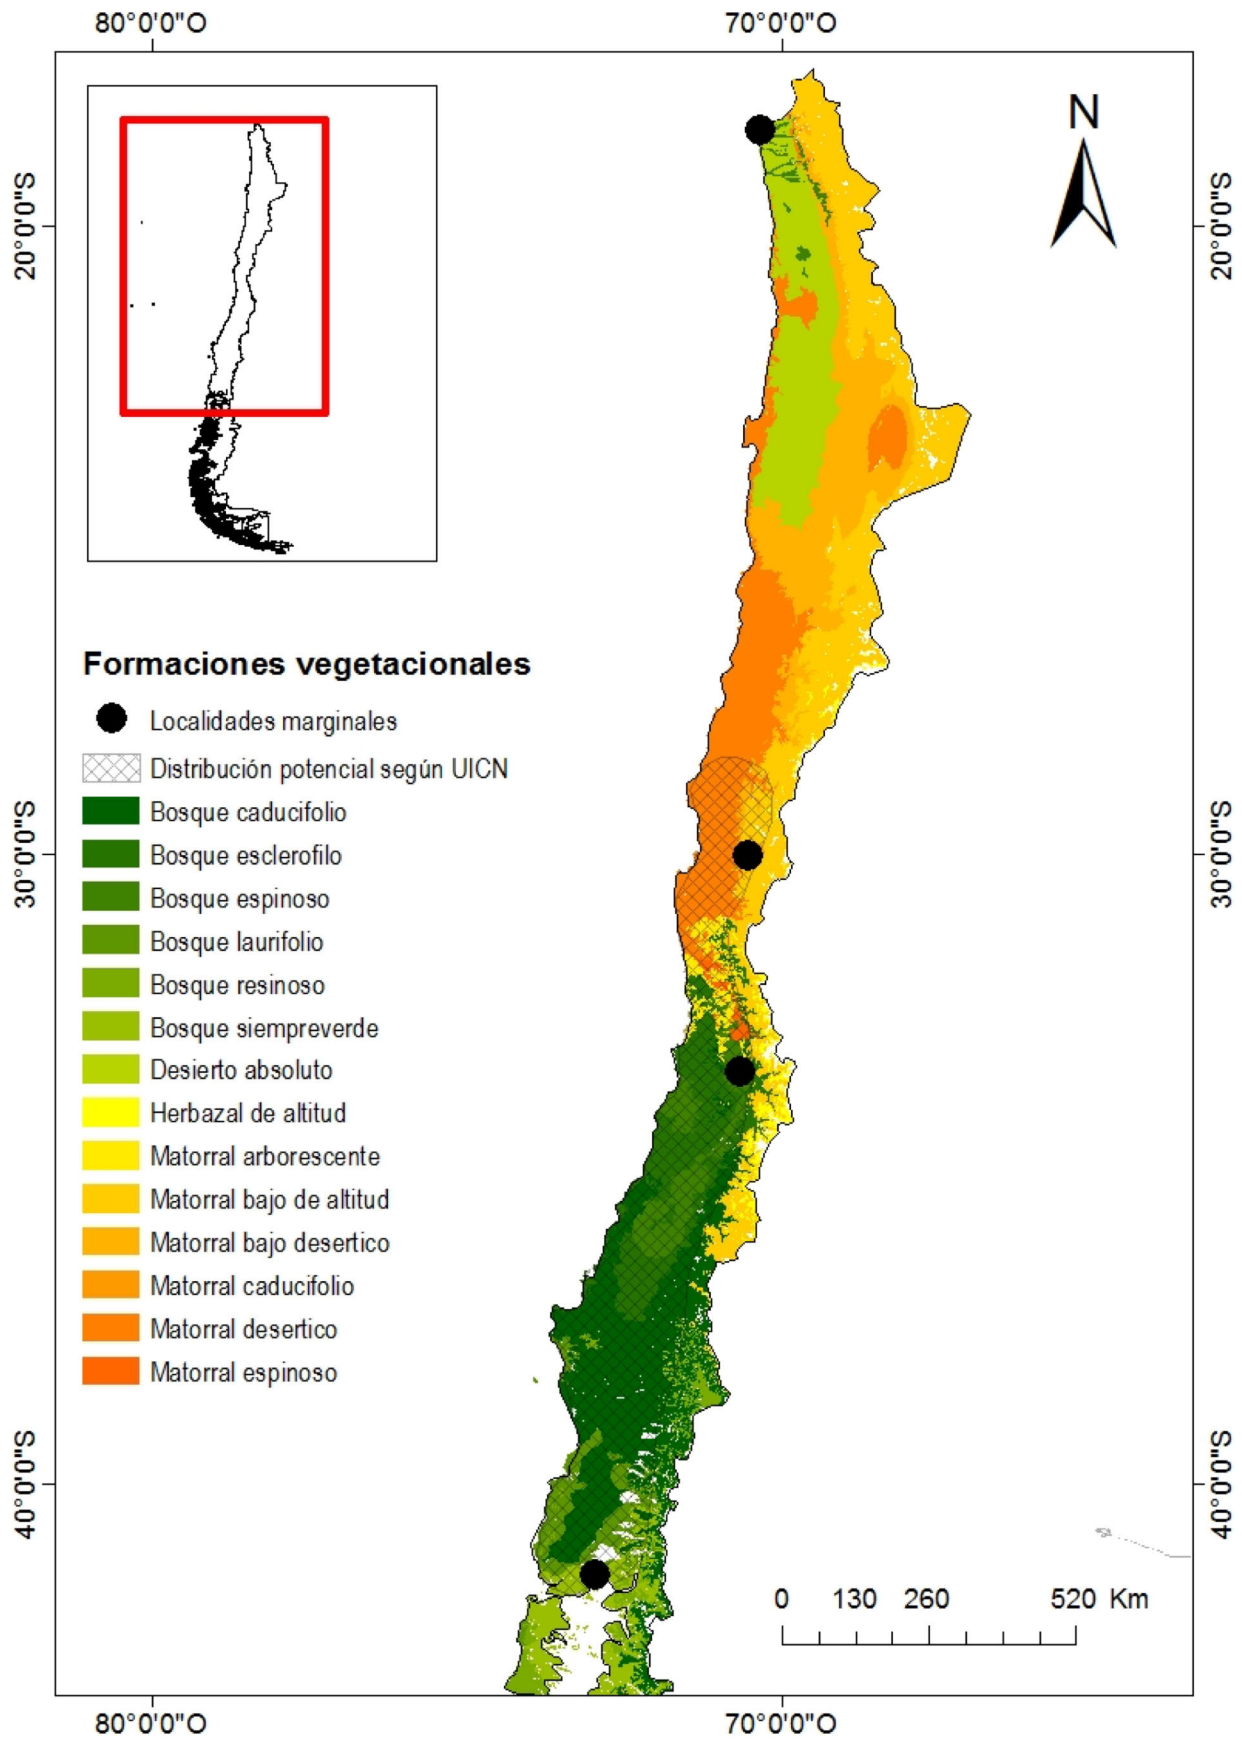 80°0'0"O
70°0'0"O
N
20°0'0"S
20°0'0"S
Formaciones vegetacionales
Localidades marginales
Distribución potencial según UICN
Bosque caducifolio
Bosque esclerofilo
Bosque espinoso
Bosque laurifolio
Bosque resinoso
Bosque siempreverde
Desierto absoluto
Herbazal de altitud
Matorral arborescente
Matorral bajo de altitud
Matorral bajo desertico
Matorral caducifolio
Matorral desertico
Matorral espinoso
30°0'0"S
30°0'0"S
40°0'0"S
40°0'0"S
0 130 260 520 Km
80°0'0"O
70°0'0"O